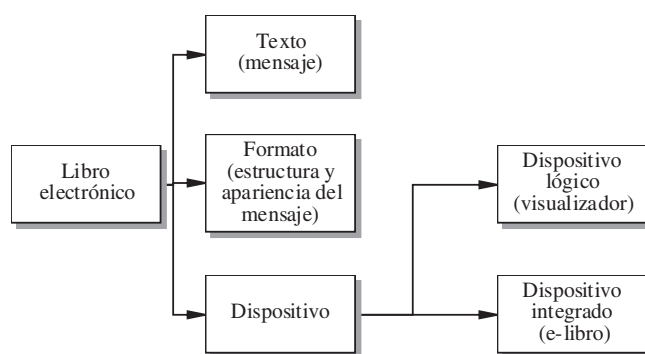 Texto
(mensaje)
Libro
electrónico
Formato
(estructura y
apariencia del
mensaje)
Dispositivo
lógico
(visualizador)
Dispositivo
Dispositivo
integrado
(e-libro)